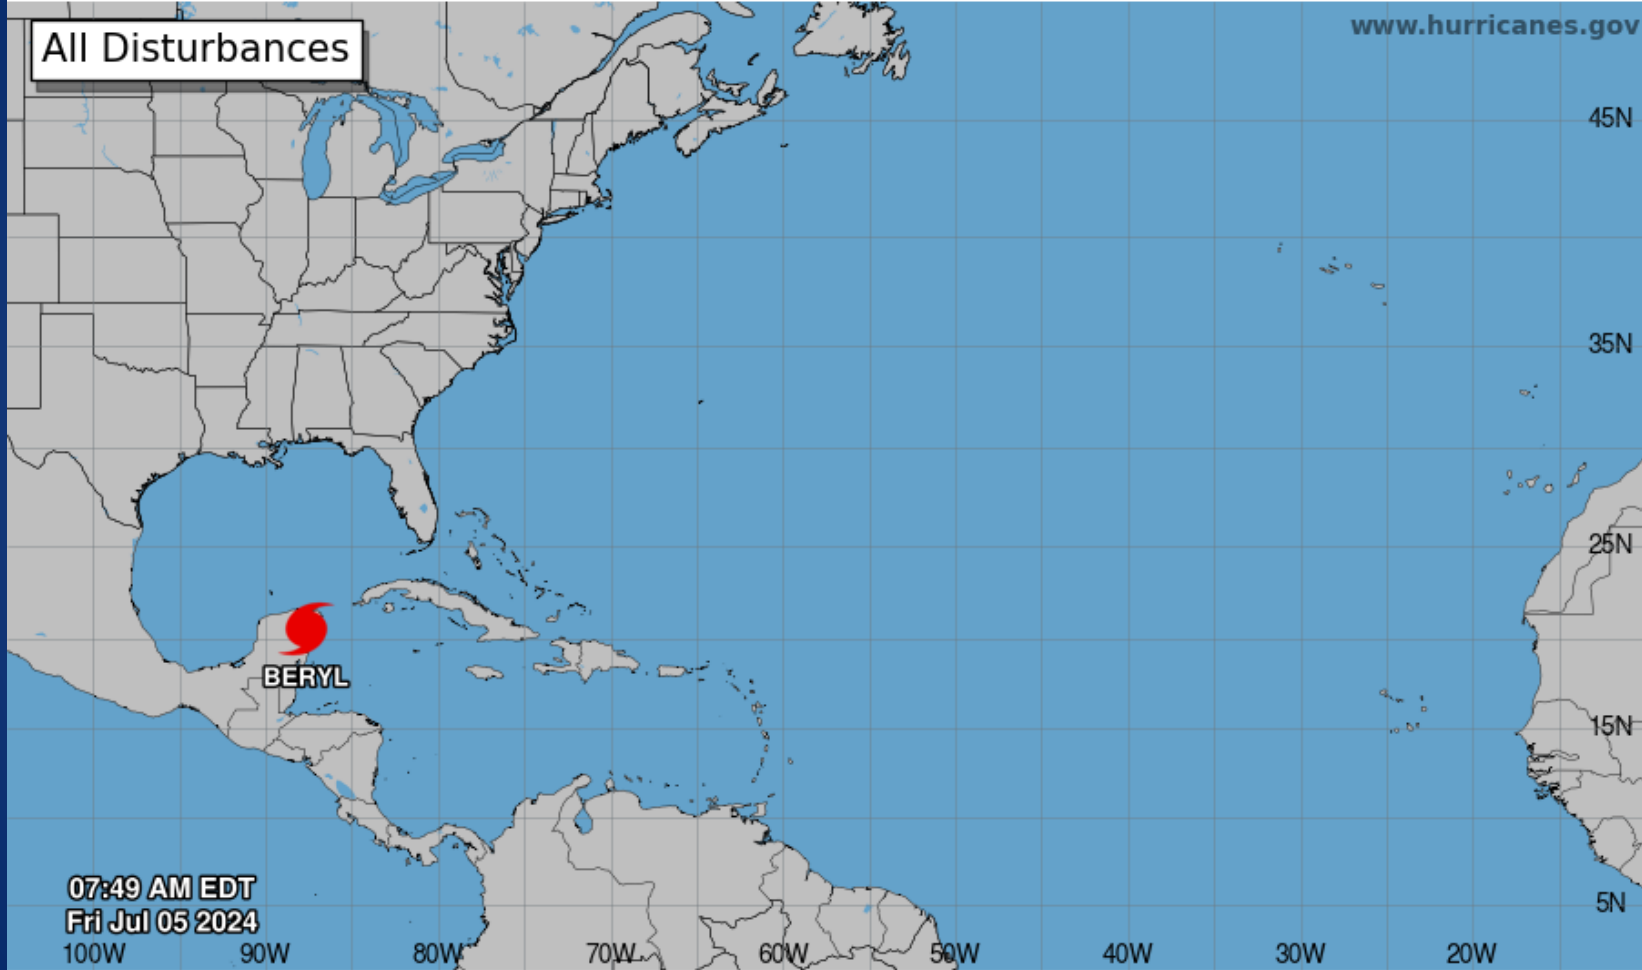 All Disturbances
www.hurricanes.gov
45N
35N
25N
BERYL
15N
07:49 AM EDT
Fri Jul 05 2024
5N
100W 90W 80W 70W 60W 50W 40W 30W 20W